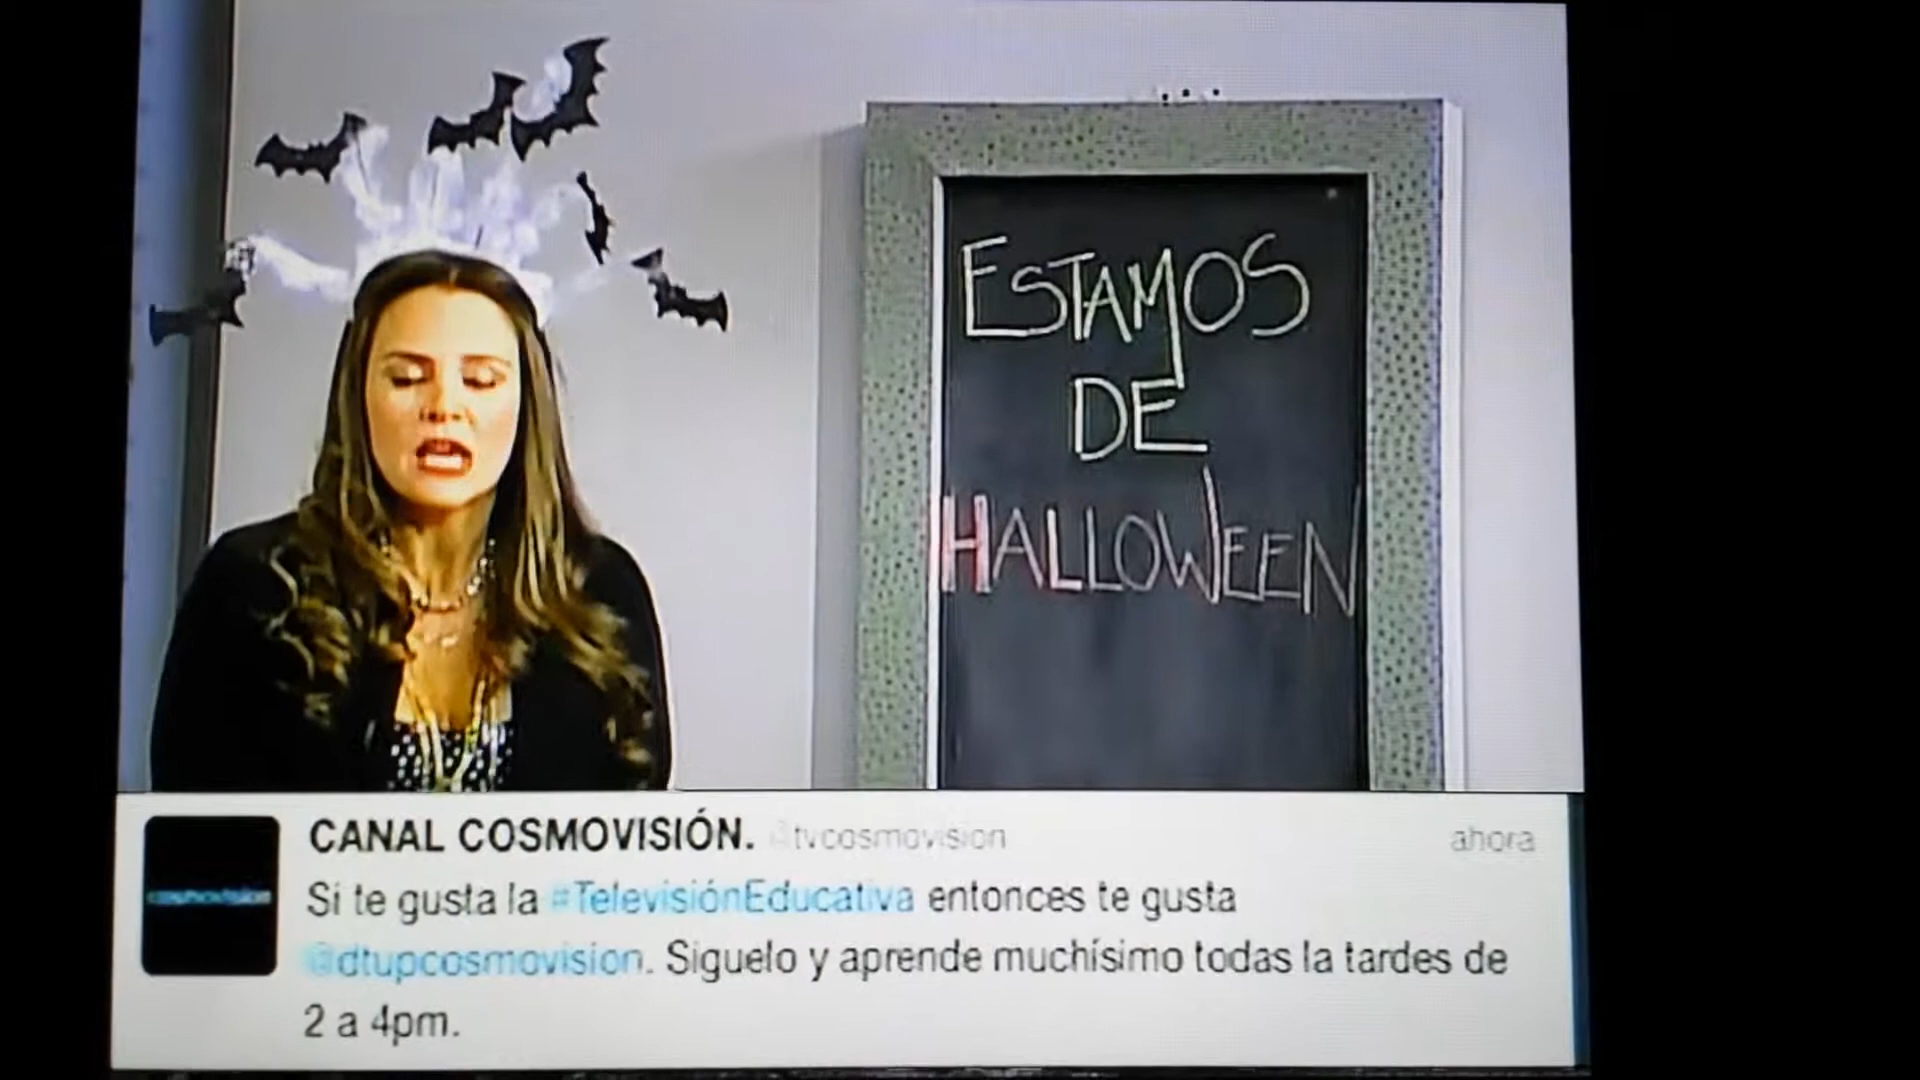 ESTAMOS
DE
HALLOWEEN
CANAL COSMOVISIÓN. @tvcosmovision ahora
cosmovisión
Si te gusta la #TelevisiónEducativa entonces te gusta
@dtupcosmovision. Siguelo y aprende muchísimo todas la tardes de
2 a 4pm.